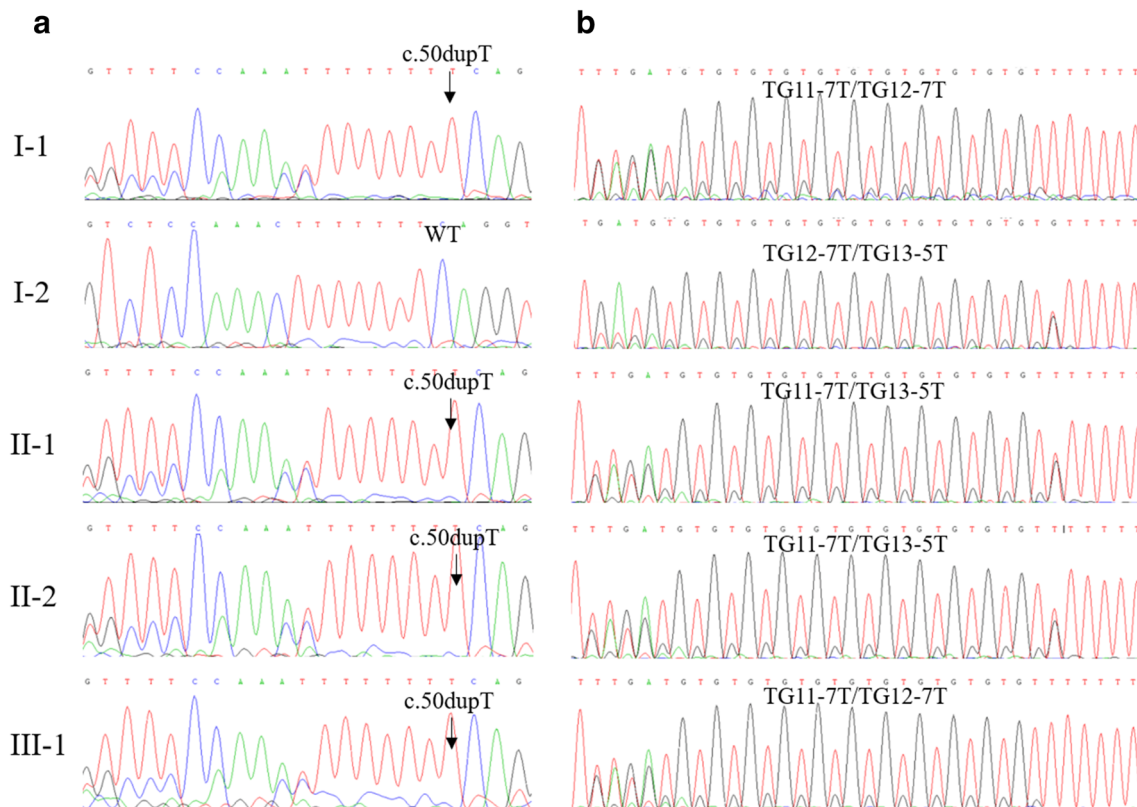 a
b
c.50dupT
G T T T T C C A A A T T T T T T T T C A G
I-1
T T T G A T G T G T G T G T G T G T G T G T G T G T G T T T T T T T
TG11-7T/TG12-7T
G T C T C C A A A C T T T T T T T C A G G T
WT
I-2
T G A T G T G T G T G T G T G T G T G T G T G T G T G T T T T T
TG12-7T/TG13-5T
G T T T T C C A A A T T T T T T T T C A G
c.50dupT
II-1
T T T G A T G T G T G T G T G T G T G T G T G T G T G T T T T T T T
TG11-7T/TG13-5T
G T T T T C C A A A T T T T T T T T C A G
c.50dupT
II-2
T T T G A T G T G T G T G T G T G T G T G T G T G T G T T T T T T
TG11-7T/TG13-5T
G T T T T C C A A A T T T T T T T T C A G
c.50dupT
III-1
T T T G A T G T G T G T G T G T G T G T G T G T G T G T T T T T T T
TG11-7T/TG12-7T